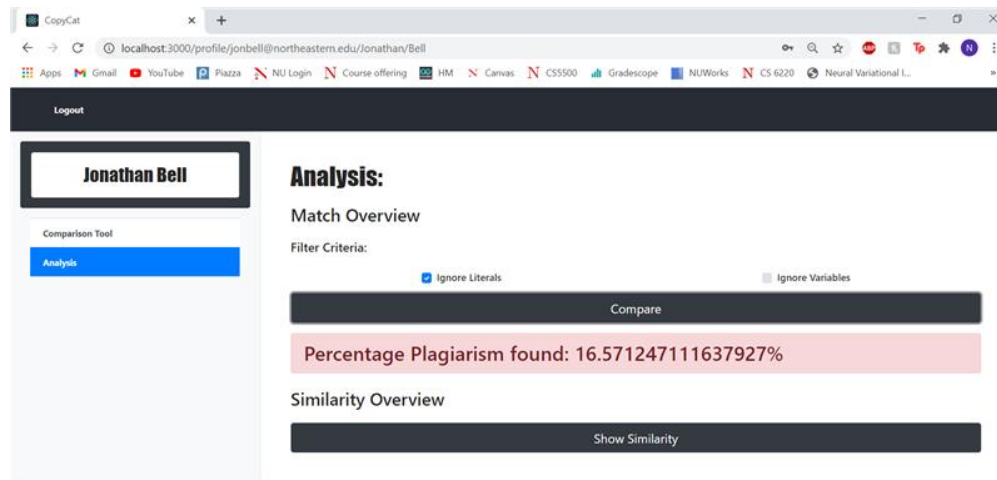 CopyCat
localhost:3000/profile/jonbell@northeastern.edu/Jonathan/Bell
Apps Gmail YouTube Piazza NU Login Course offering HM Canvas CS5500 Gradescope NUWorks CS 6220 Neural Variational I...
Logout
Jonathan Bell
Comparison Tool
Analysis
Analysis:
Match Overview
Filter Criteria:
Ignore Literals Ignore Variables
Compare
Percentage Plagiarism found: 16.571247111637927%
Similarity Overview
Show Similarity